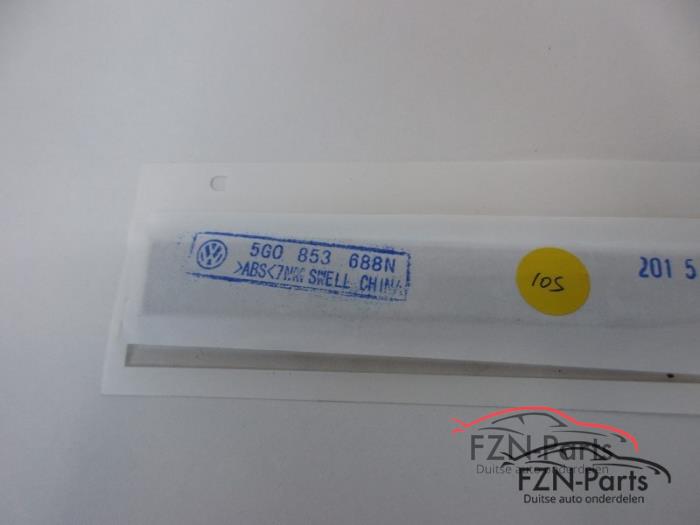 5G0 853 688N
>ABS<7NM SWELL CHINA
105
201 5
FZN-Parts
Duitse auto onderdelen
FZN-Parts
Duitse auto onderdelen